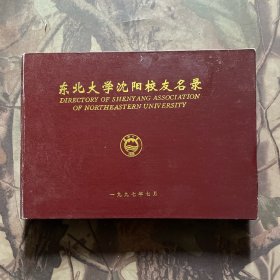 东北大学沈阳校友名录
DIRECTORY OF SHENYANG ASSOCIATION
OF NORTHEASTERN UNIVERSITY
一九九七年七月